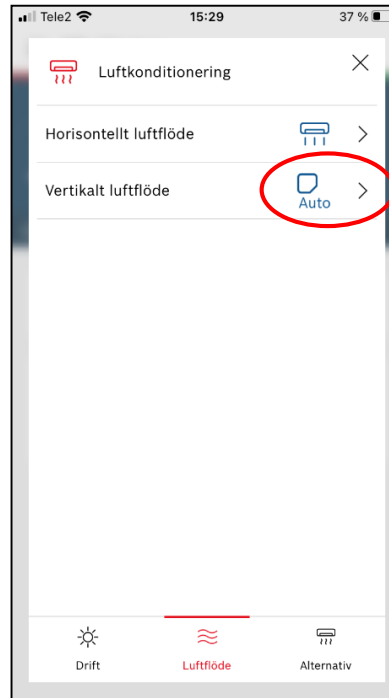 Tele2 15:29 37 %
Luftkonditionering
Horisontellt luftflöde
Vertikalt luftflöde
Auto
Drift Luftflöde Alternativ